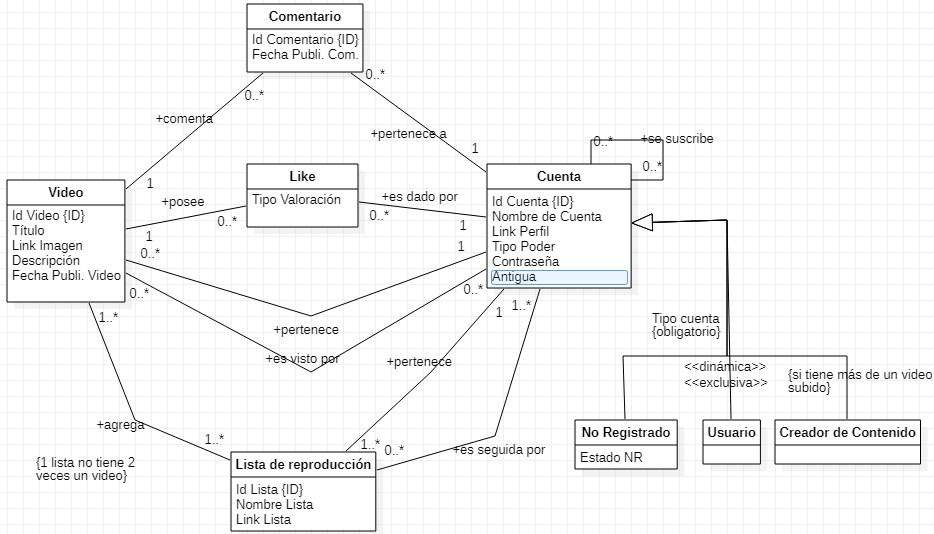 Comentario
Id Comentario {ID}
Fecha Publi. Com.
0..*
0..*
+comenta
+pertenece a
1
1
0..*
+se suscribe
0..*
Video
Id Video {ID}
Título
Link Imagen
Descripción
Fecha Publi. Video
+posee
1
0..*
Like
Tipo Valoración
+es dado por
0..*
1
Cuenta
Id Cuenta {ID}
Nombre de Cuenta
Link Perfil
Tipo Poder
Contraseña
Antigua
0..*
1
+pertenece
0..*
0..*
+es visto por
1..*
+agrega
1..*
{1 lista no tiene 2
veces un video}
1
+pertenece
1..*
1..*
0..*
+es seguida por
Lista de reproducción
Id Lista {ID}
Nombre Lista
Link Lista
Tipo cuenta
{obligatorio}
<<dinámica>>
<<exclusiva>>
{si tiene más de un video
subido}
No Registrado
Estado NR
Usuario
Creador de Contenido